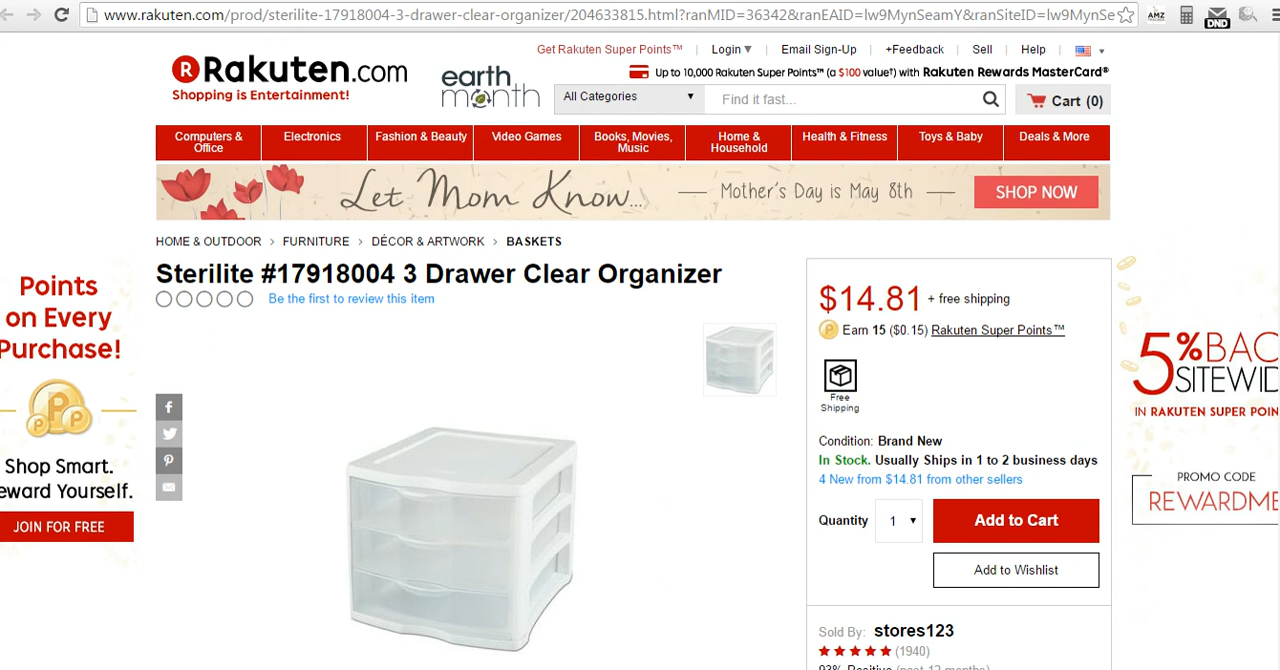 www.rakuten.com/prod/sterilite-17918004-3-drawer-clear-organizer/204633815.html?ranMID=36342&ranEAID=lw9MynSeamY&ranSiteID=lw9MynSe
AMZ
DND
Get Rakuten Super Points™ | Login ▼ | Email Sign-Up | +Feedback | Sell | Help |
R Rakuten.com
Shopping is Entertainment!
earth month
Up to 10,000 Rakuten Super Points™ (a $100 value†) with Rakuten Rewards MasterCard®
All Categories ▼ Find it fast... Cart (0)
Computers & Office
Electronics
Fashion & Beauty
Video Games
Books, Movies, Music
Home & Household
Health & Fitness
Toys & Baby
Deals & More
Let Mom Know... — Mother's Day is May 8th — SHOP NOW
HOME & OUTDOOR > FURNITURE > DÉCOR & ARTWORK > BASKETS
Sterilite #17918004 3 Drawer Clear Organizer
Be the first to review this item
Points
on Every
Purchase!
P
P P
Shop Smart.
eward Yourself.
JOIN FOR FREE
f
$14.81 + free shipping
P Earn 15 ($0.15) Rakuten Super Points™
Free
Shipping
Condition: Brand New
In Stock. Usually Ships in 1 to 2 business days
4 New from $14.81 from other sellers
Quantity 1 ▼ Add to Cart
Add to Wishlist
Sold By: stores123
(1940)
93% Positive (past 12 months)
5% BAC
SITEWID
IN RAKUTEN SUPER POIN
PROMO CODE
REWARDME